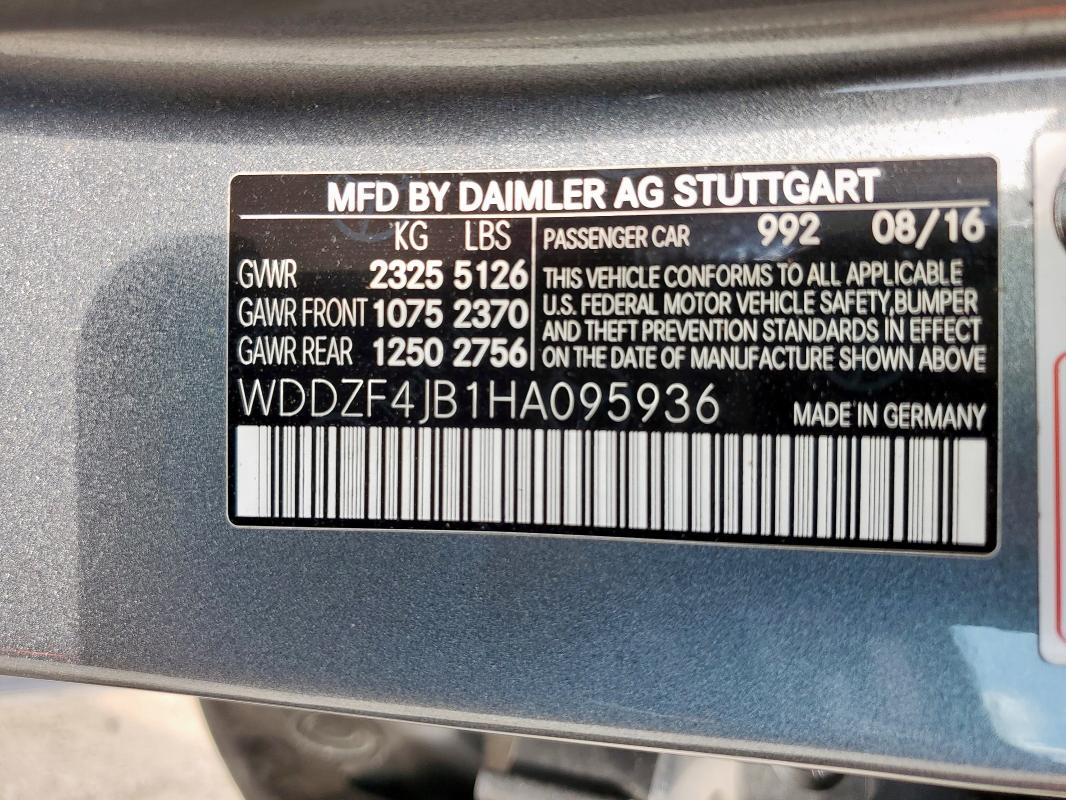 MFD BY DAIMLER AG STUTTGART
KG LBS
GVWR 2325 5126
GAWR FRONT 1075 2370
GAWR REAR 1250 2756
PASSENGER CAR 992 08/16
THIS VEHICLE CONFORMS TO ALL APPLICABLE
U.S. FEDERAL MOTOR VEHICLE SAFETY,BUMPER
AND THEFT PREVENTION STANDARDS IN EFFECT
ON THE DATE OF MANUFACTURE SHOWN ABOVE
WDDZF4JB1HA095936
MADE IN GERMANY